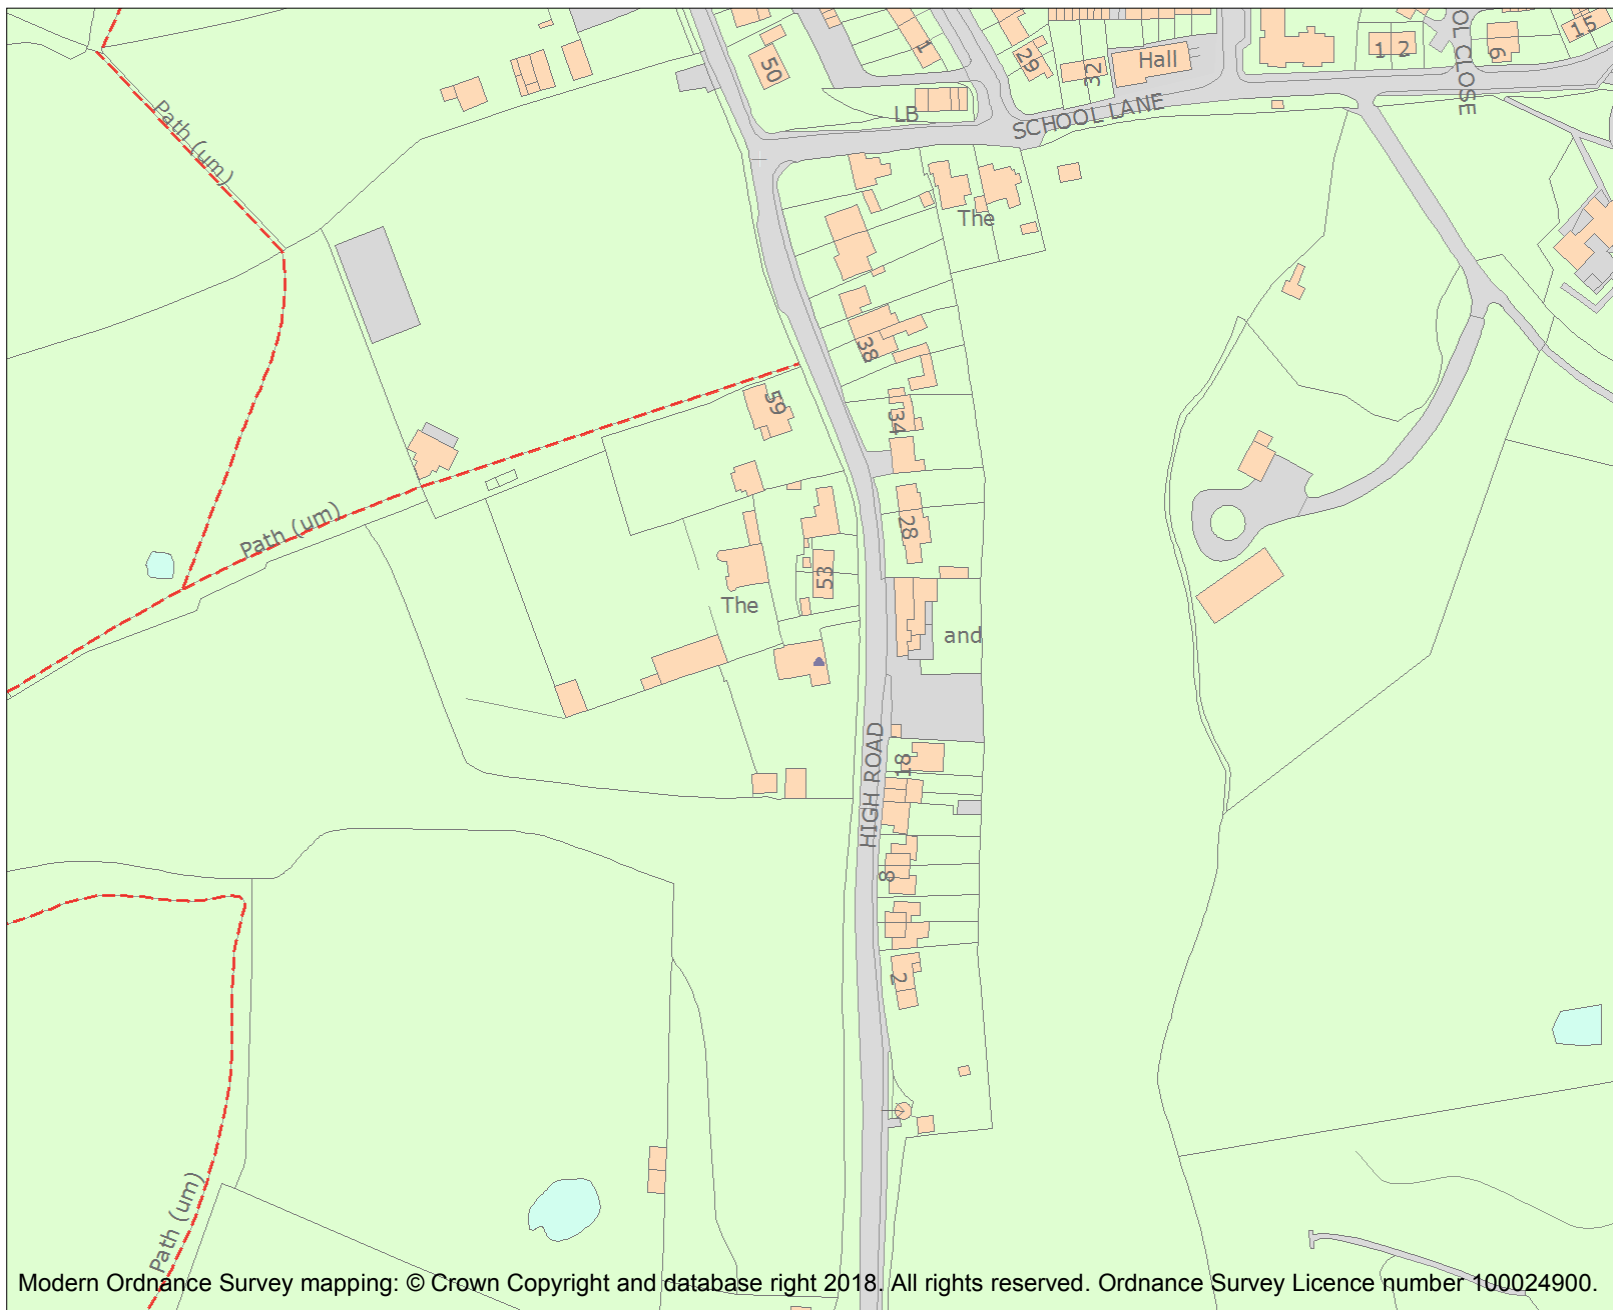 50
1
29
32
Hall
1 2
OL CLOSE
6
15
LB
SCHOOL LANE
Path (um)
The
38
59
34
28
Path (um)
53
The
and
HIGH ROAD
18
8
2
Path (um)
Modern Ordnance Survey mapping: © Crown Copyright and database right 2018. All rights reserved. Ordnance Survey Licence number 100024900.